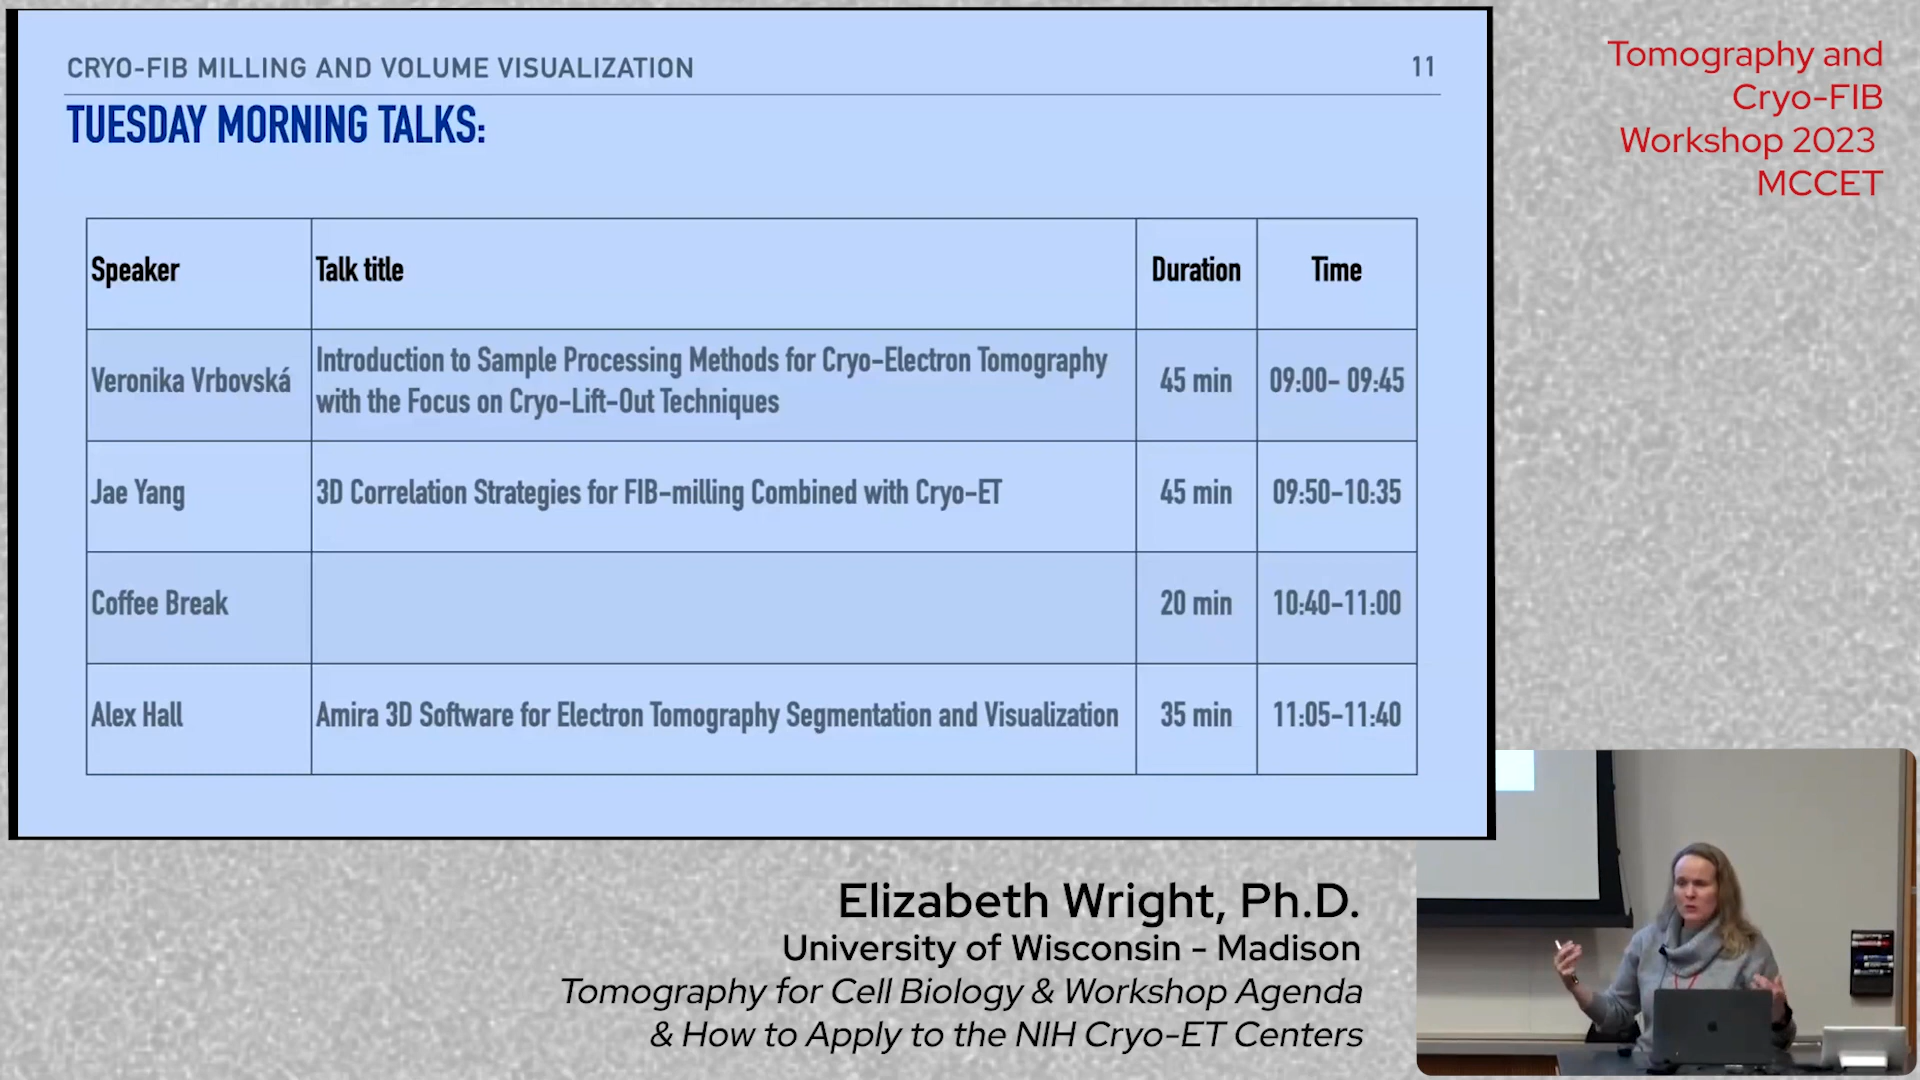 CRYO-FIB MILLING AND VOLUME VISUALIZATION
11
TUESDAY MORNING TALKS:
Speaker
Talk title
Duration
Time
Veronika Vrbovská
Introduction to Sample Processing Methods for Cryo-Electron Tomography
with the Focus on Cryo-Lift-Out Techniques
45 min
09:00- 09:45
Jae Yang
3D Correlation Strategies for FIB-milling Combined with Cryo-ET
45 min
09:50-10:35
Coffee Break
20 min
10:40-11:00
Alex Hall
Amira 3D Software for Electron Tomography Segmentation and Visualization
35 min
11:05-11:40
Tomography and
Cryo-FIB
Workshop 2023
MCCET
Elizabeth Wright, Ph.D.
University of Wisconsin - Madison
Tomography for Cell Biology & Workshop Agenda
& How to Apply to the NIH Cryo-ET Centers